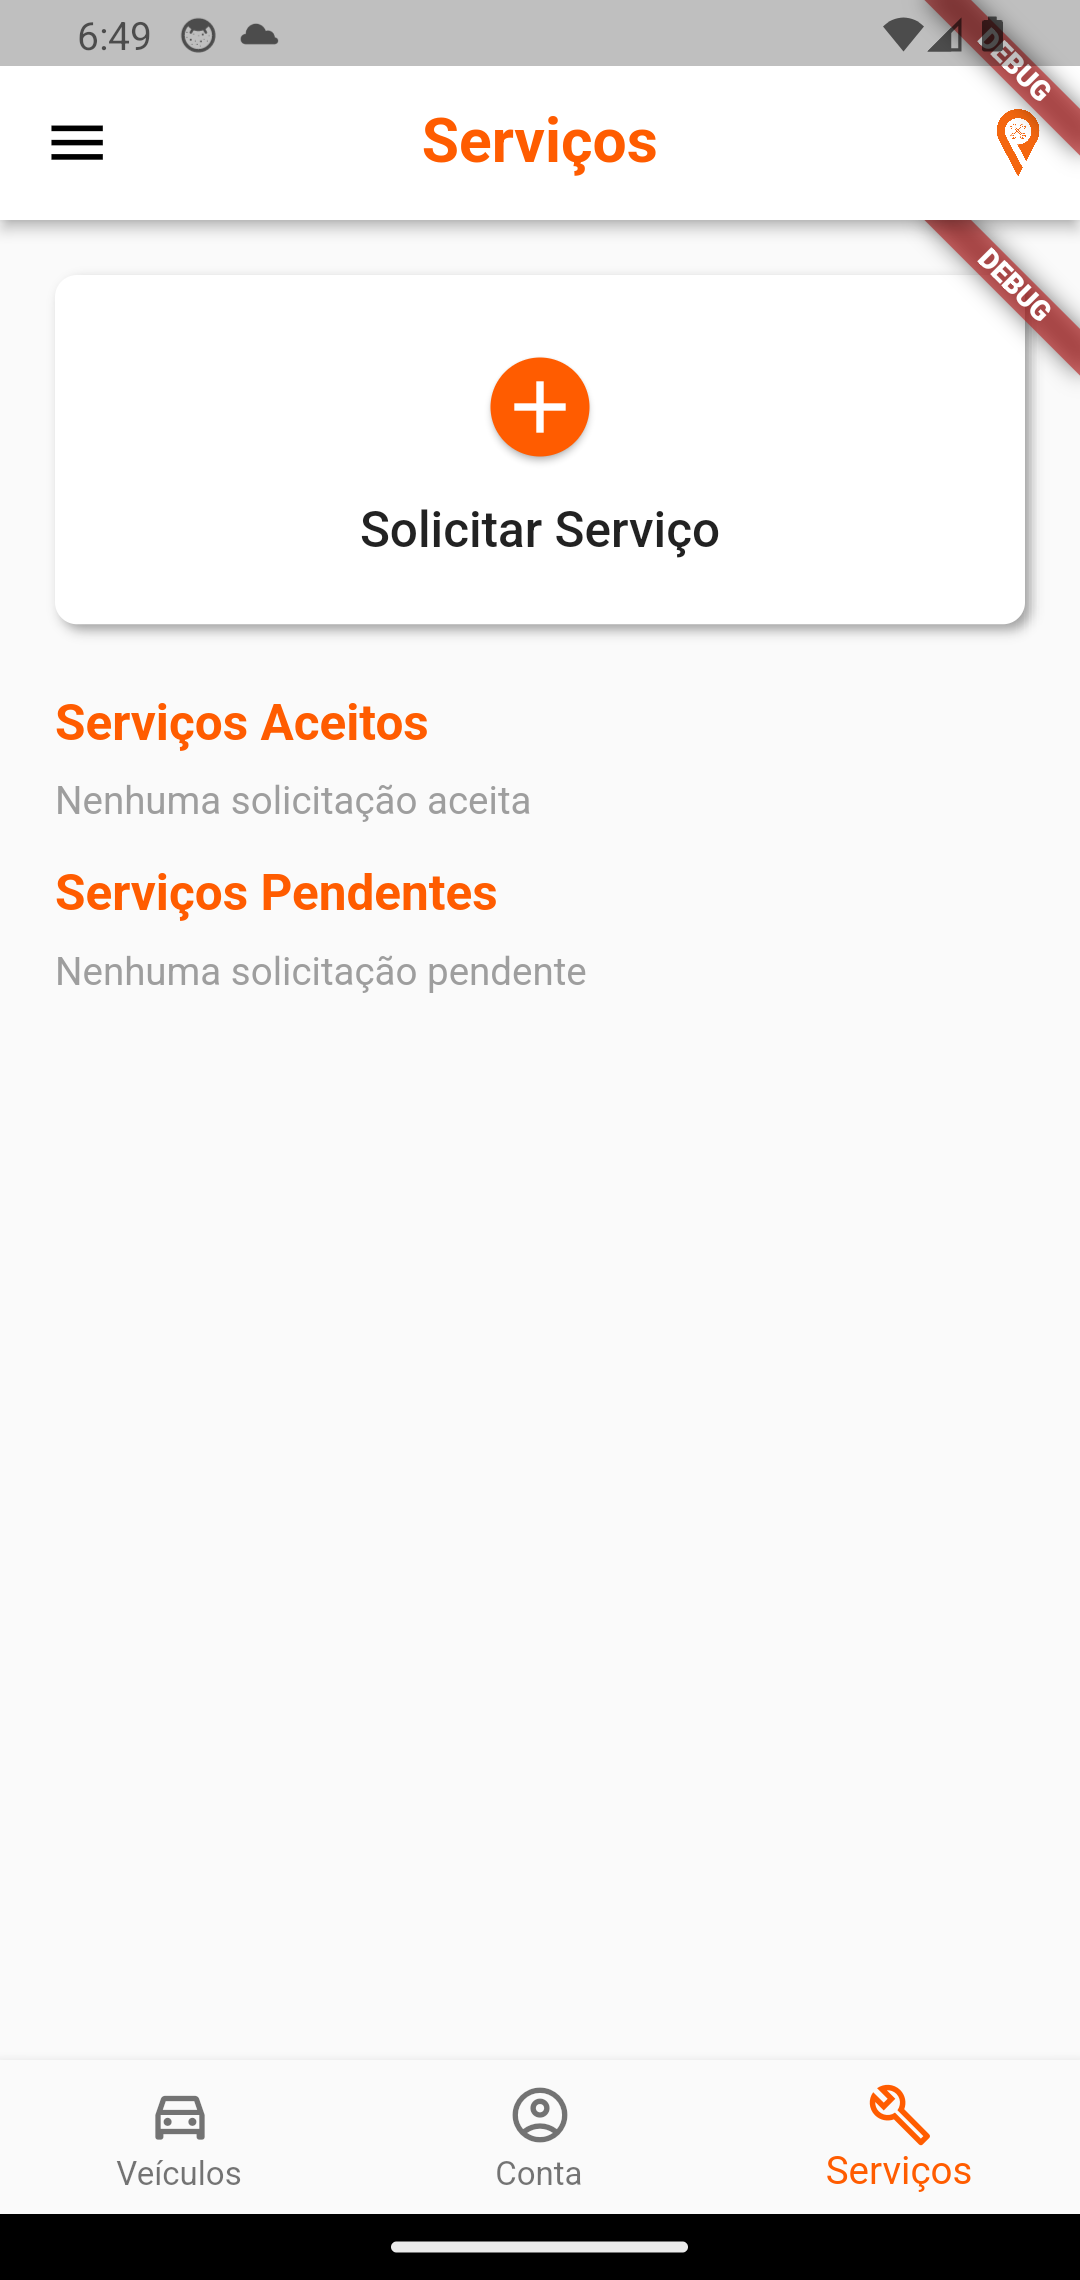 6:49
DEBUG
Serviços
DEBUG
Solicitar Serviço
Serviços Aceitos
Nenhuma solicitação aceita
Serviços Pendentes
Nenhuma solicitação pendente
Veículos
Conta
Serviços